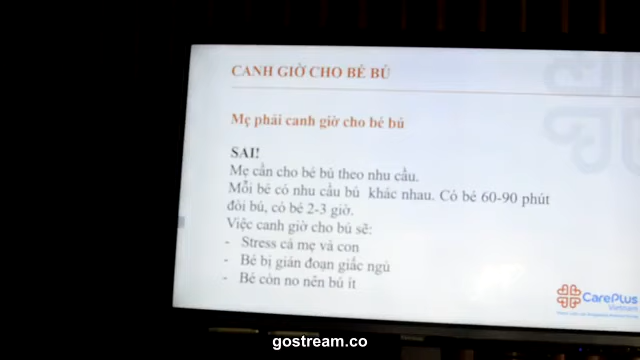 CANH GIỜ CHO BÉ BÚ
Mẹ phải canh giờ cho bé bú
SAI!
Mẹ cần cho bé bú theo nhu cầu.
Mỗi bé có nhu cầu bú khác nhau. Có bé 60-90 phút
đòi bú, có bé 2-3 giờ.
Việc canh giờ cho bú sẽ:
- Stress cả mẹ và con
- Bé bị gián đoạn giấc ngủ
- Bé còn no nên bú ít
CarePlus
Vietnam
gostream.co